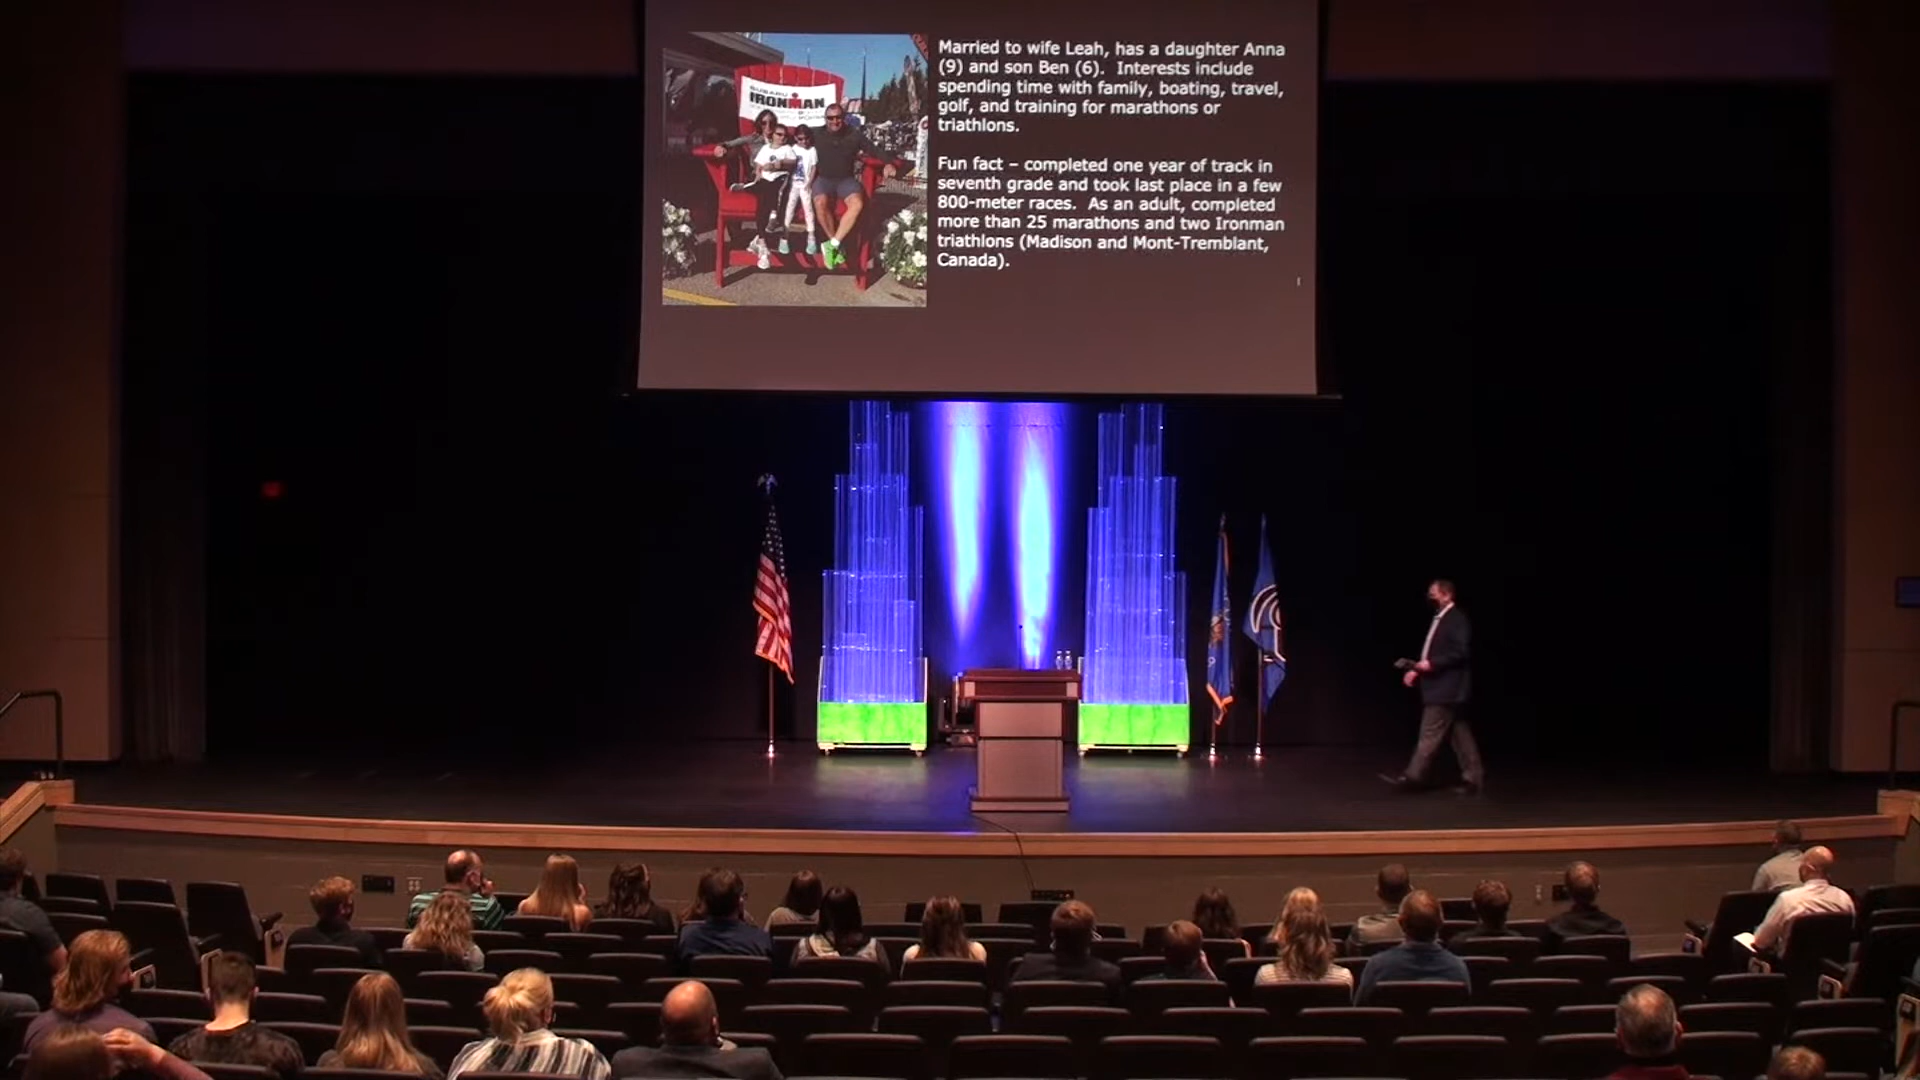 SUBARU
IRONMAN
Married to wife Leah, has a daughter Anna
(9) and son Ben (6).  Interests include
spending time with family, boating, travel,
golf, and training for marathons or
triathlons.
Fun fact – completed one year of track in
seventh grade and took last place in a few
800-meter races.  As an adult, completed
more than 25 marathons and two Ironman
triathlons (Madison and Mont-Tremblant,
Canada).